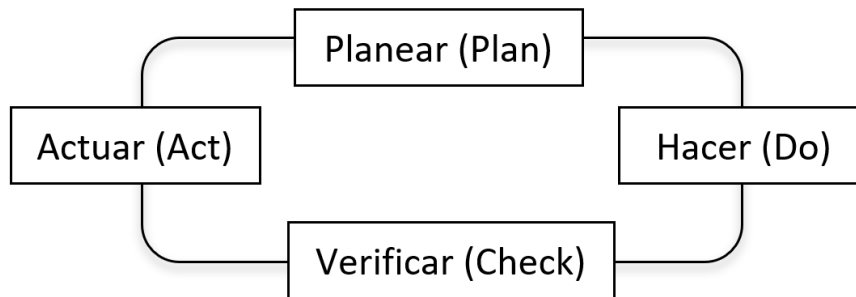 Planear (Plan)
Actuar (Act)
Hacer (Do)
Verificar (Check)